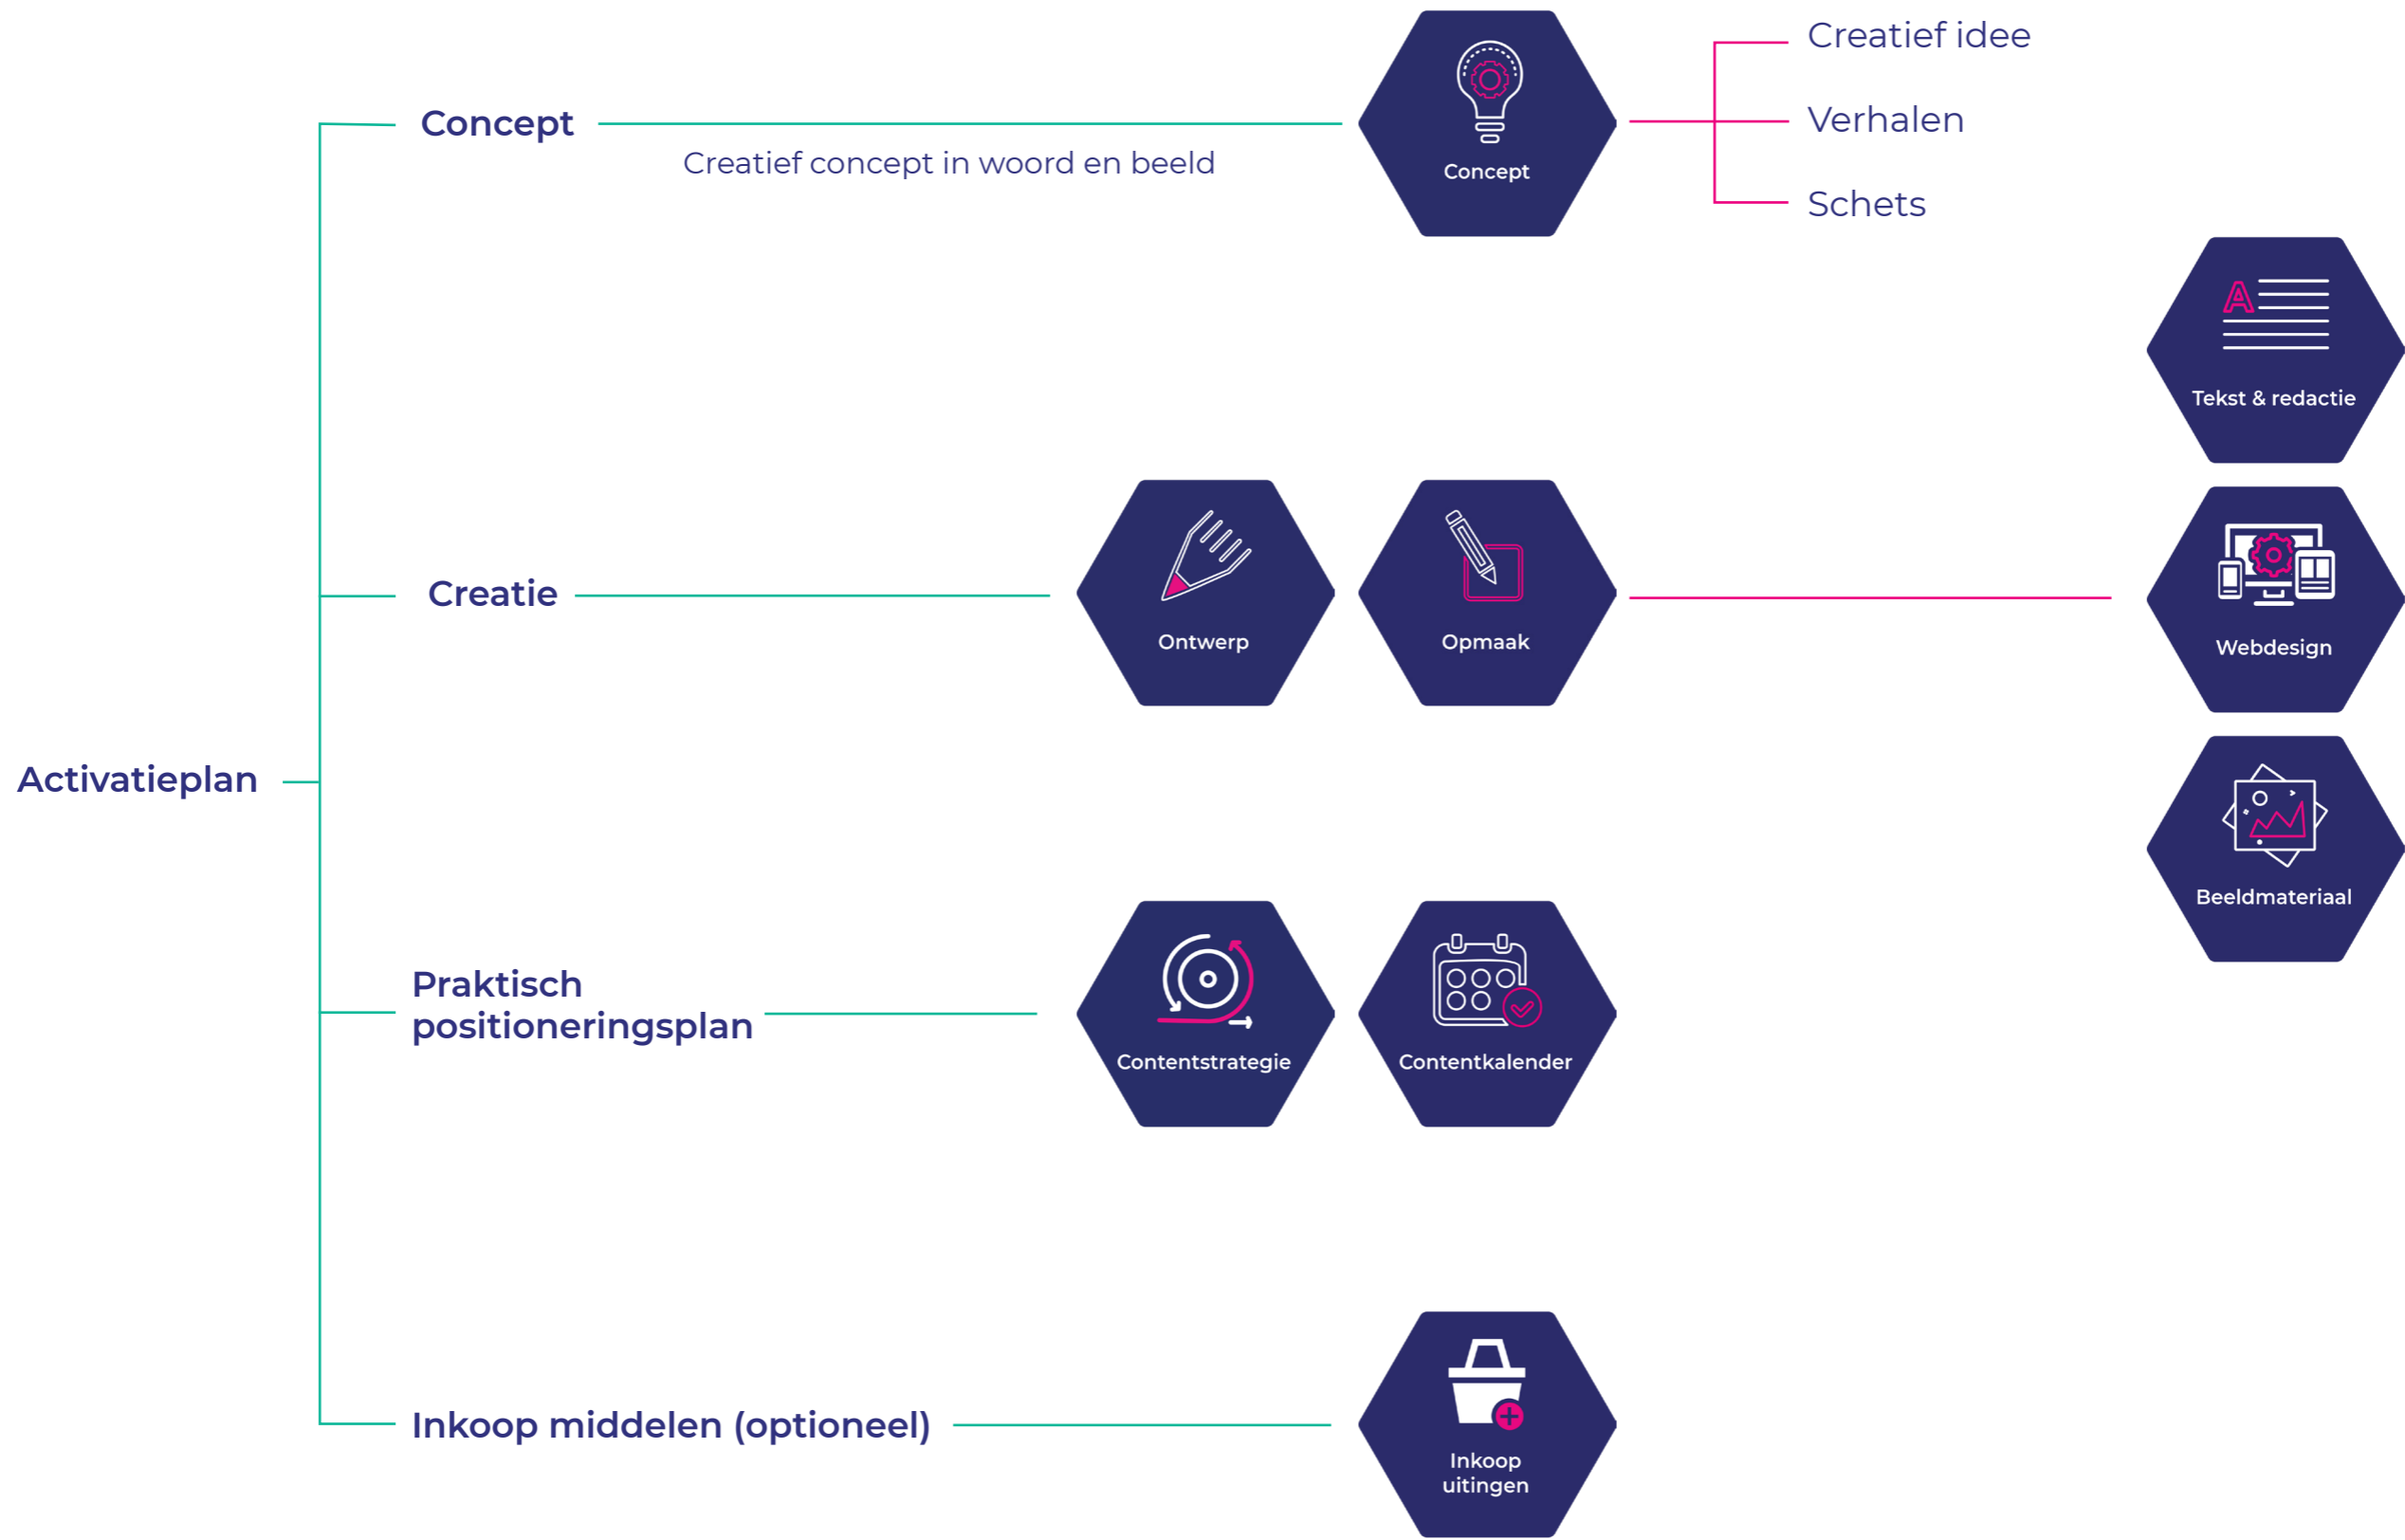 Concept
Creatief concept in woord en beeld
Concept
Creatief idee
Verhalen
Schets
Creatie
Ontwerp
Opmaak
A
Tekst & redactie
Webdesign
Beeldmateriaal
Activatieplan
Praktisch
positioneringsplan
Contentstrategie
Contentkalender
Inkoop middelen (optioneel)
Inkoop
uitingen